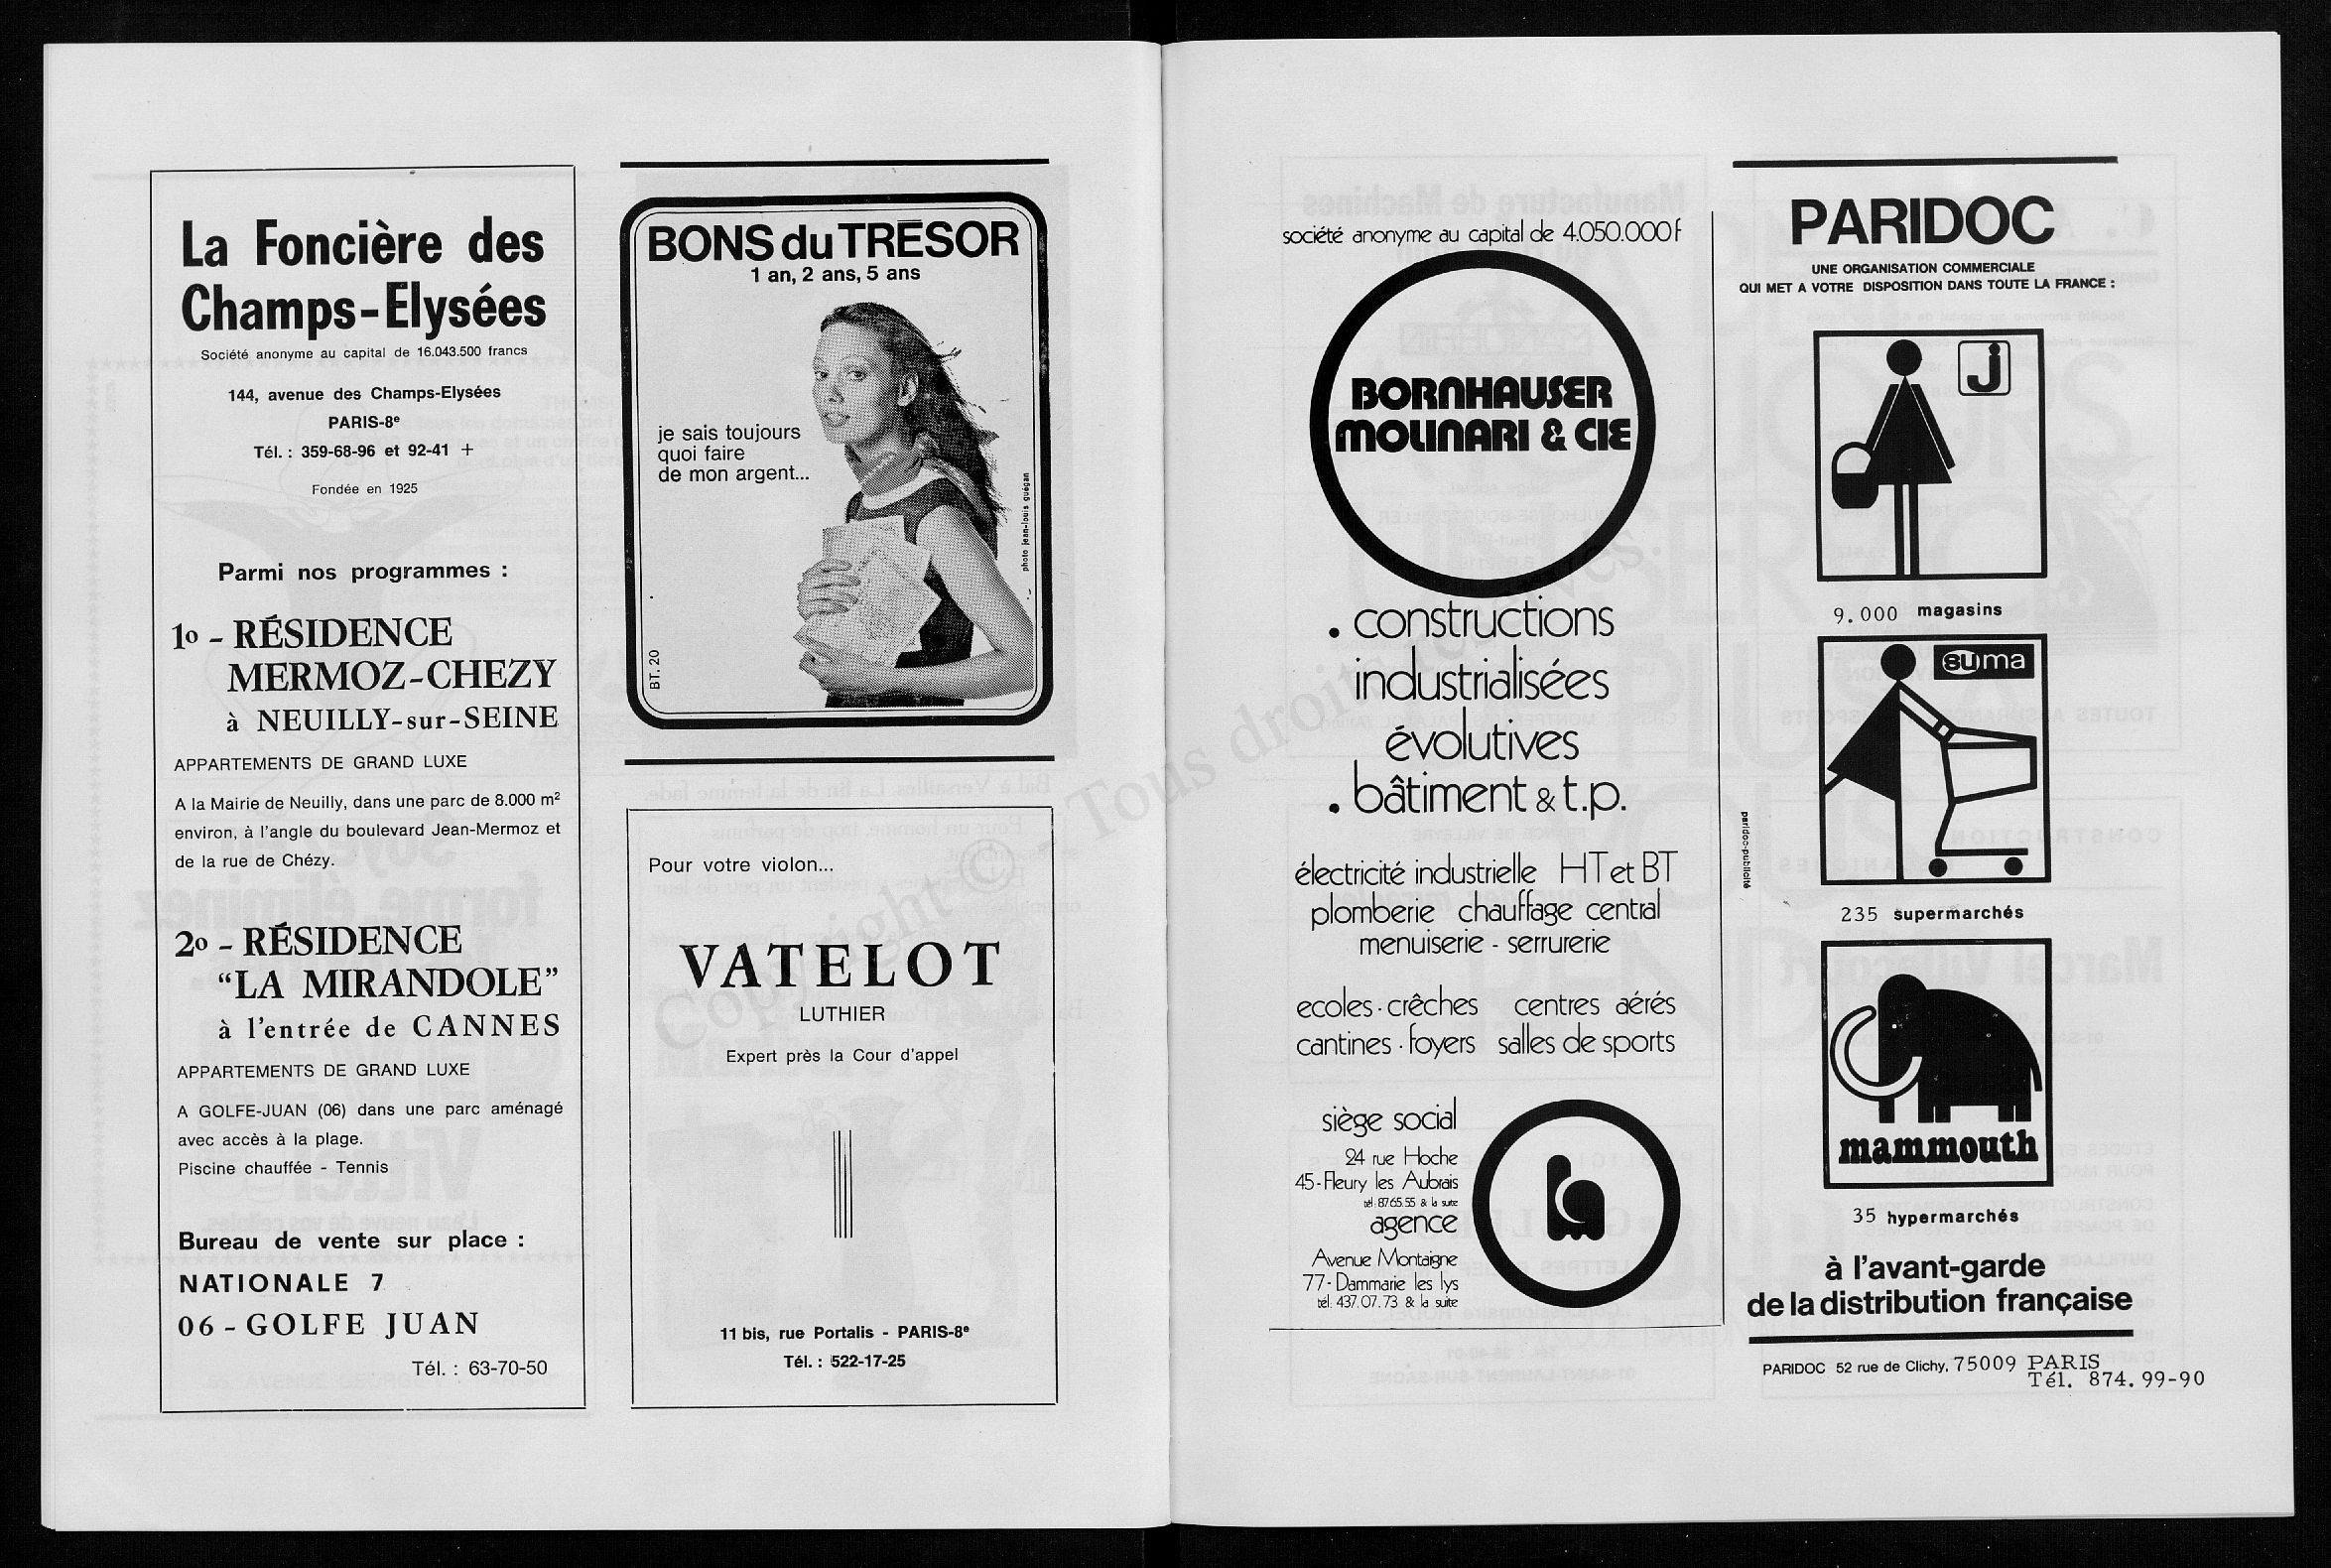 La Foncière des
Champs-Elysées
Société anonyme au capital de 16.043.500 francs
144, avenue des Champs-Elysées
PARIS-8e
Tél. : 359-68-96 et 92-41 +
Fondée en 1925
Parmi nos programmes :
1o - RÉSIDENCE
MERMOZ-CHEZY
à NEUILLY-sur-SEINE
APPARTEMENTS DE GRAND LUXE
A la Mairie de Neuilly, dans une parc de 8.000 m²
environ, à l'angle du boulevard Jean-Mermoz et
de la rue de Chézy.
2o - RÉSIDENCE
“LA MIRANDOLE”
à l'entrée de CANNES
APPARTEMENTS DE GRAND LUXE
A GOLFE-JUAN (06) dans une parc aménagé
avec accès à la plage.
Piscine chauffée - Tennis
Bureau de vente sur place :
NATIONALE 7
06 - GOLFE JUAN
Tél. : 63-70-50
BONS du TRÉSOR
1 an, 2 ans, 5 ans
je sais toujours
quoi faire
de mon argent...
photo jean-louis guégan
BT. 20
Pour votre violon...
VATELOT
LUTHIER
Expert près la Cour d'appel
11 bis, rue Portalis - PARIS-8e
Tél. : 522-17-25
société anonyme au capital de 4.050.000f
BORNHAUSER
MOLINARI & CIE
. constructions
industrialisées
évolutives
. bâtiment & t.p.
électricité industrielle HT et BT
plomberie chauffage central
menuiserie - serrurerie
ecoles · crêches centres aérés
cantines · foyers salles de sports
siège social
24 rue Hoche
45-Fleury les Aubrais
tél: 87.65.55 & la suite
agence
Avenue Montaigne
77-Dammarie les lys
tél: 437.07.73 & la suite
PARIDOC
UNE ORGANISATION COMMERCIALE
QUI MET A VOTRE DISPOSITION DANS TOUTE LA FRANCE :
J
9.000 magasins
suma
235 supermarchés
mammouth
35 hypermarchés
paridoc-publicité
à l'avant-garde
de la distribution française
PARIDOC 52 rue de Clichy, 75009 PARIS
Tél. 874.99-90
Copyright © - Tous droits